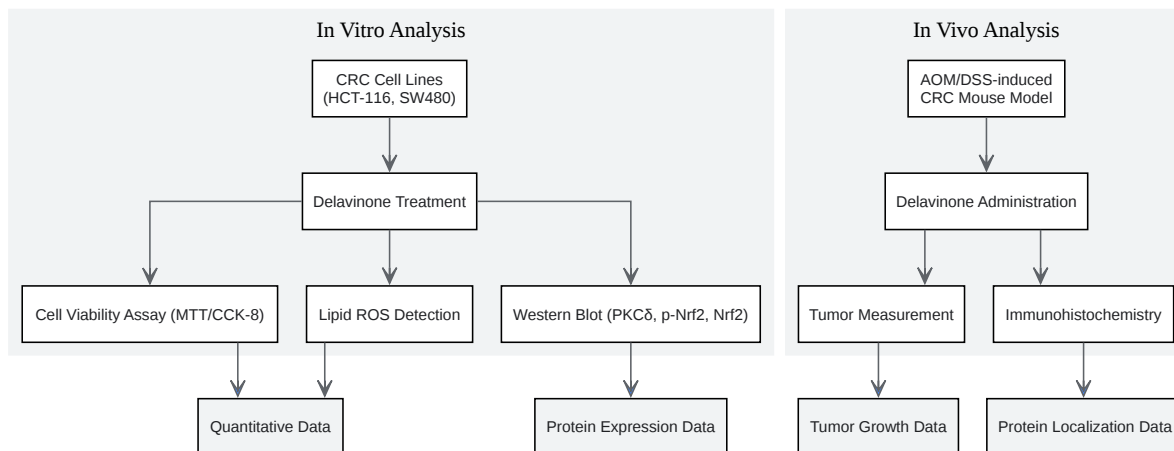 In Vitro Analysis
CRC Cell Lines
(HCT-116, SW480)
Delavinone Treatment
Cell Viability Assay (MTT/CCK-8)
Lipid ROS Detection
Western Blot (PKCδ, p-Nrf2, Nrf2)
Quantitative Data
Protein Expression Data
In Vivo Analysis
AOM/DSS-induced
CRC Mouse Model
Delavinone Administration
Tumor Measurement
Immunohistochemistry
Tumor Growth Data
Protein Localization Data